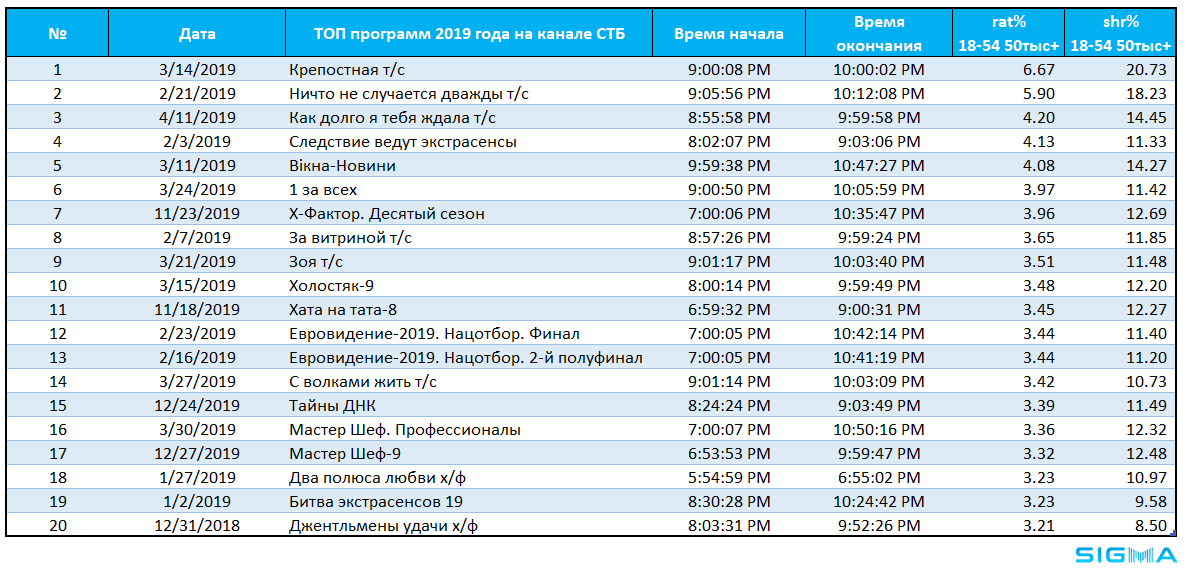 № Дата ТОП программ 2019 года на канале СТБ Время начала Время окончания rat% 18-54 50тыс+ shr% 18-54 50тыс+
1 3/14/2019 Крепостная т/с 9:00:08 PM 10:00:02 PM 6.67 20.73
2 2/21/2019 Ничто не случается дважды т/с 9:05:56 PM 10:12:08 PM 5.90 18.23
3 4/11/2019 Как долго я тебя ждала т/с 8:55:58 PM 9:59:58 PM 4.20 14.45
4 2/3/2019 Следствие ведут экстрасенсы 8:02:07 PM 9:03:06 PM 4.13 11.33
5 3/11/2019 Вікна-Новини 9:59:38 PM 10:47:27 PM 4.08 14.27
6 3/24/2019 1 за всех 9:00:50 PM 10:05:59 PM 3.97 11.42
7 11/23/2019 Х-Фактор. Десятый сезон 7:00:06 PM 10:35:47 PM 3.96 12.69
8 2/7/2019 За витриной т/с 8:57:26 PM 9:59:24 PM 3.65 11.85
9 3/21/2019 Зоя т/с 9:01:17 PM 10:03:40 PM 3.51 11.48
10 3/15/2019 Холостяк-9 8:00:14 PM 9:59:49 PM 3.48 12.20
11 11/18/2019 Хата на тата-8 6:59:32 PM 9:00:31 PM 3.45 12.27
12 2/23/2019 Евровидение-2019. Нацотбор. Финал 7:00:05 PM 10:42:14 PM 3.44 11.40
13 2/16/2019 Евровидение-2019. Нацотбор. 2-й полуфинал 7:00:05 PM 10:41:19 PM 3.44 11.20
14 3/27/2019 С волками жить т/с 9:01:14 PM 10:03:09 PM 3.42 10.73
15 12/24/2019 Тайны ДНК 8:24:24 PM 9:03:49 PM 3.39 11.49
16 3/30/2019 Мастер Шеф. Профессионалы 7:00:07 PM 10:50:16 PM 3.36 12.32
17 12/27/2019 Мастер Шеф-9 6:53:53 PM 9:59:47 PM 3.32 12.48
18 1/27/2019 Два полюса любви х/ф 5:54:59 PM 6:55:02 PM 3.23 10.97
19 1/2/2019 Битва экстрасенсов 19 8:30:28 PM 10:24:42 PM 3.23 9.58
20 12/31/2018 Джентльмены удачи х/ф 8:03:31 PM 9:52:26 PM 3.21 8.50
SIGMA